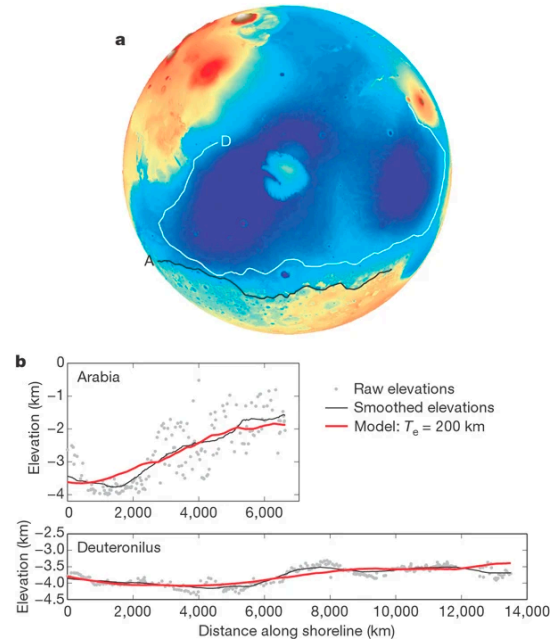 a
D
A
b
0
−1
−2
−3
−4
Elevation (km)
Arabia
0
2,000
4,000
6,000
Raw elevations
Smoothed elevations
Model: Te = 200 km
−2.5
−3.0
−3.5
−4.0
−4.5
Elevation (km)
Deuteronilus
0 2,000 4,000 6,000 8,000 10,000 12,000 14,000
Distance along shoreline (km)